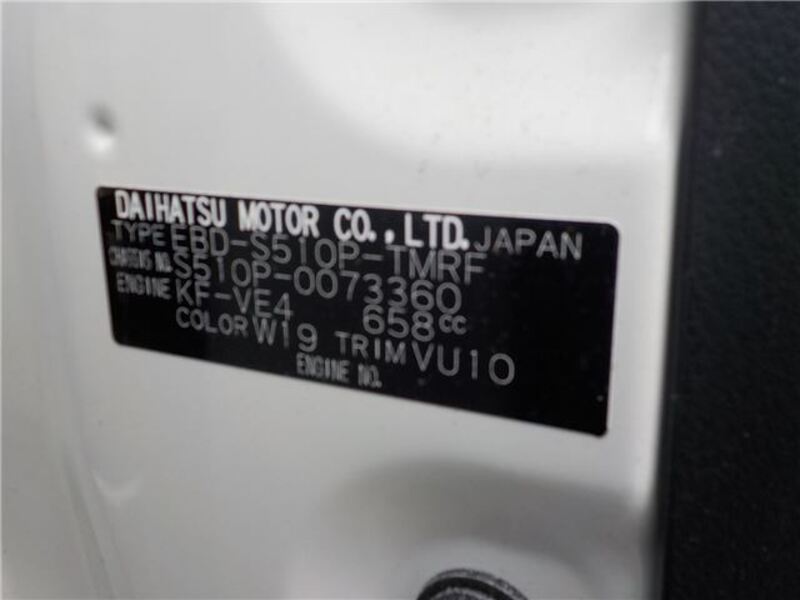 DAIHATSU MOTOR CO., LTD. JAPAN
TYPE EBD-S510P-TMRF
CHASSIS NO. S510P-0073360
ENGINE KF-VE4 658cc
COLOR W19 TRIM VU10
ENGINE NO.